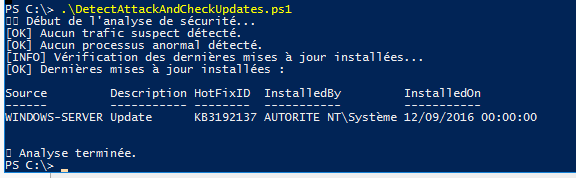 PS C:\> .\DetectAttackAndCheckUpdates.ps1
Début de l'analyse de sécurité...
[OK] Aucun trafic suspect détecté.
[OK] Aucun processus anormal détecté.
[INFO] Vérification des dernières mises à jour installées...
[OK] Dernières mises à jour installées :
Source Description HotFixID InstalledBy InstalledOn
------ ----------- -------- ----------- -----------
WINDOWS-SERVER Update KB3192137 AUTORITE NT\Système 12/09/2016 00:00:00
Analyse terminée.
PS C:\> _